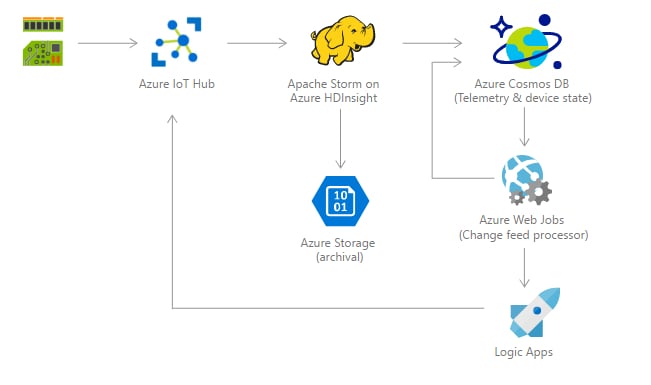 Azure IoT Hub
Apache Storm on
Azure HDInsight
Azure Cosmos DB
(Telemetry & device state)
10
01
Azure Storage
(archival)
Azure Web Jobs
(Change feed processor)
Logic Apps